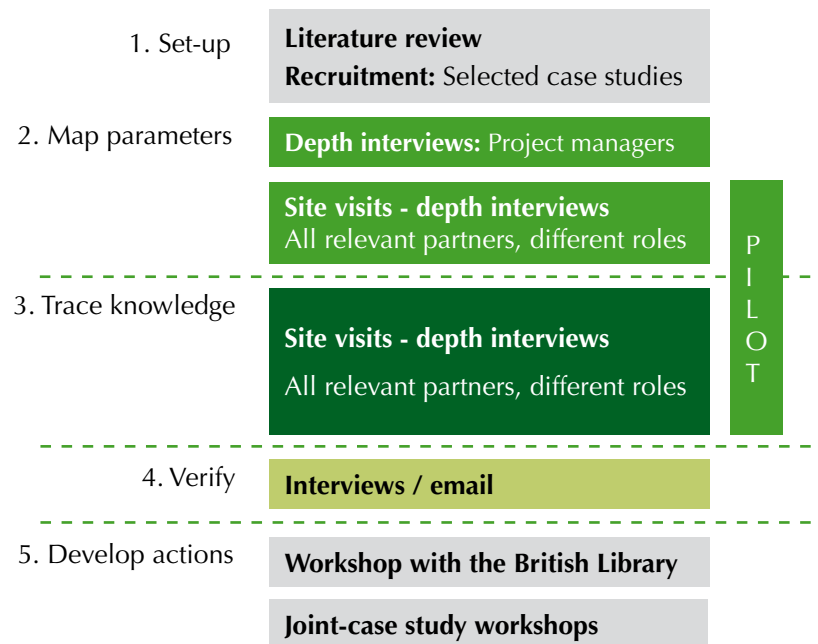 1. Set-up
Literature review
Recruitment: Selected case studies
2. Map parameters
Depth interviews: Project managers
Site visits - depth interviews
All relevant partners, different roles
PILOT
3. Trace knowledge
Site visits - depth interviews
All relevant partners, different roles
4. Verify
Interviews / email
5. Develop actions
Workshop with the British Library
Joint-case study workshops